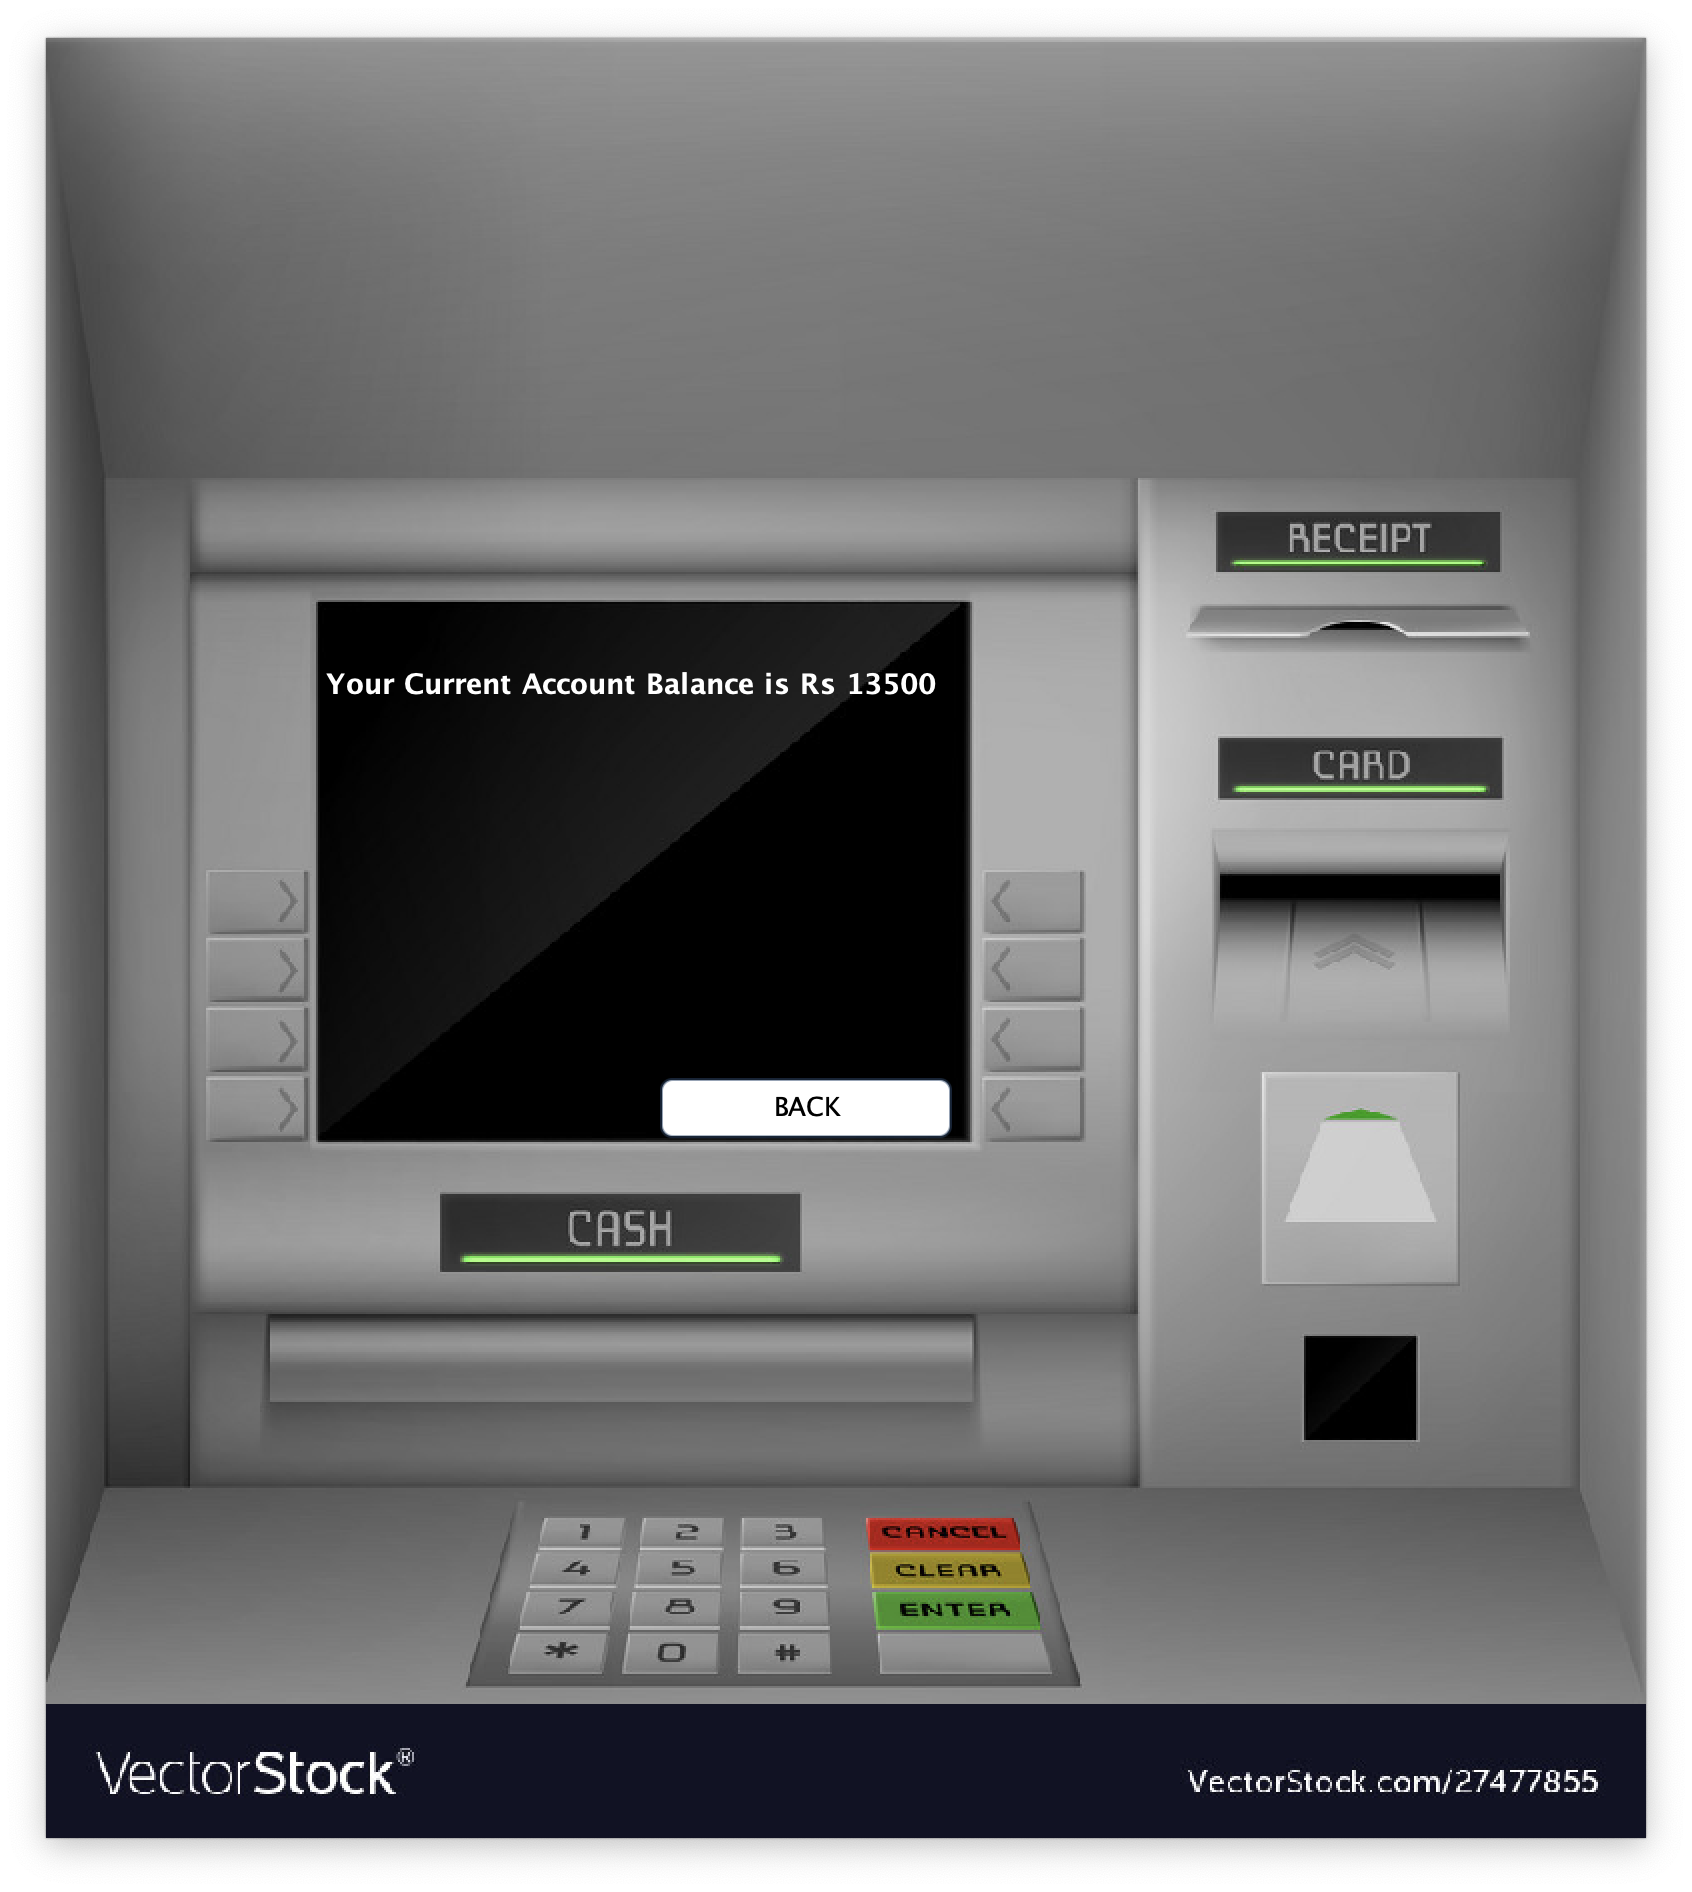 RECEIPT
Your Current Account Balance is Rs 13500
CARD
BACK
CASH
1 2 3 CANCEL
4 5 6 CLEAR
7 8 9 ENTER
* 0 #
VectorStock®
VectorStock.com/27477855